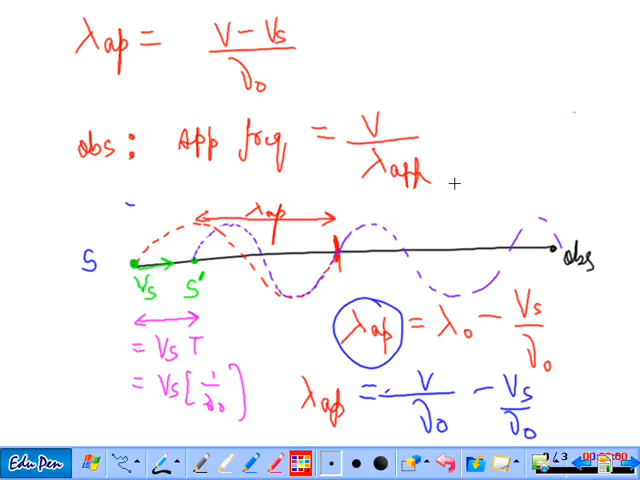 λap = V - Vs / ν0
obs : App freq = V / λapp
λap
S Vs S' obs
= Vs T
= Vs [1/ν0]
λap = λ0 - Vs/ν0
λap = V/ν0 - Vs/ν0
Edu Pen